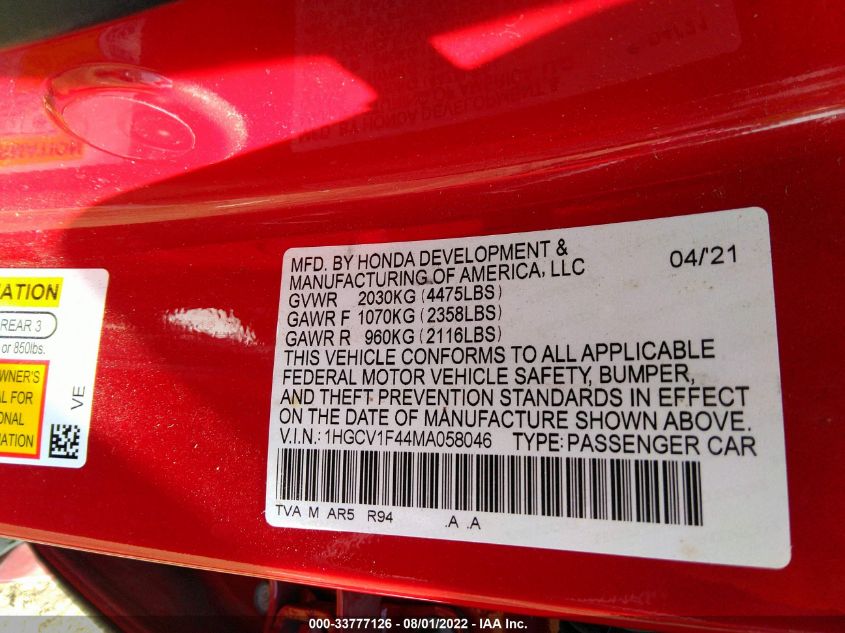 MFD. BY HONDA DEVELOPMENT &
MANUFACTURING OF AMERICA, LLC 04/'21
GVWR 2030KG (4475LBS)
GAWR F 1070KG (2358LBS)
GAWR R 960KG (2116LBS)
THIS VEHICLE CONFORMS TO ALL APPLICABLE
FEDERAL MOTOR VEHICLE SAFETY, BUMPER,
AND THEFT PREVENTION STANDARDS IN EFFECT
ON THE DATE OF MANUFACTURE SHOWN ABOVE.
V.I.N.: 1HGCV1F44MA058046 TYPE: PASSENGER CAR
TVA M AR5 R94 .A .A
MATION
REAR 3
or 850lbs.
WNER'S
AL FOR
ONAL
ATION
VE
000-33777126 - 08/01/2022 - IAA Inc.